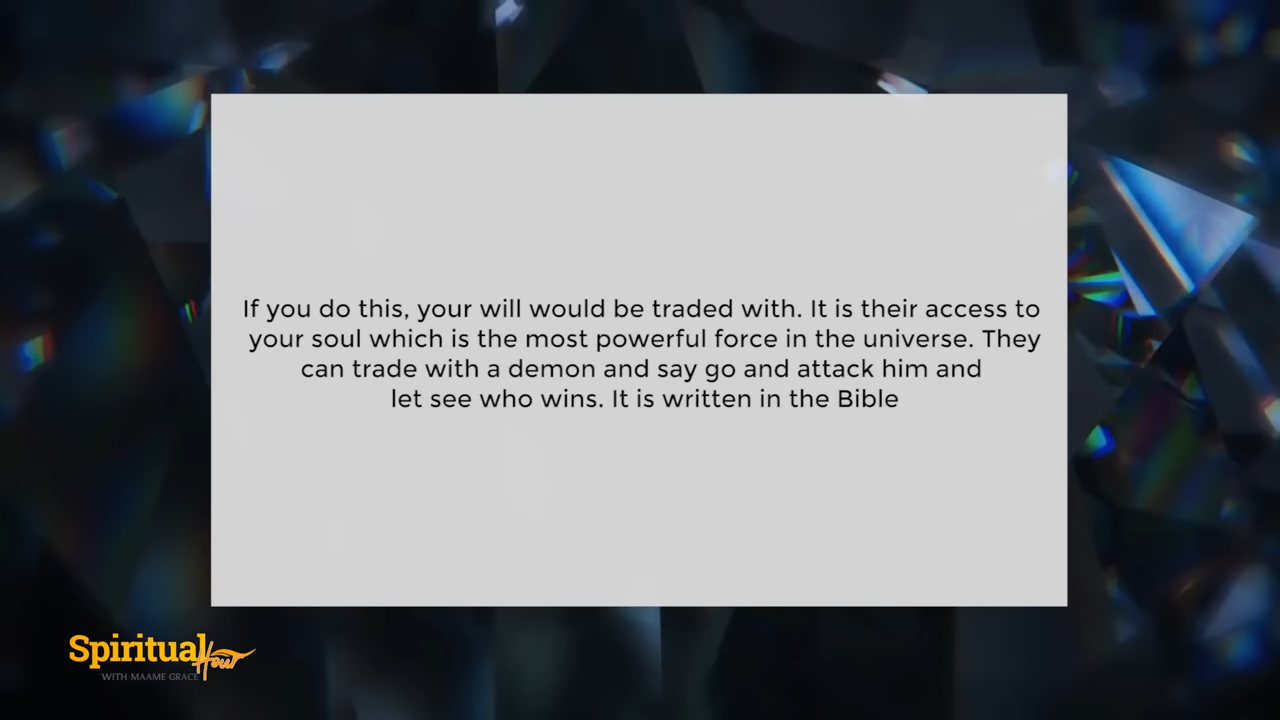 If you do this, your will would be traded with. It is their access to
your soul which is the most powerful force in the universe. They
can trade with a demon and say go and attack him and
let see who wins. It is written in the Bible
Spiritual
Hour
WITH MAAME GRACE